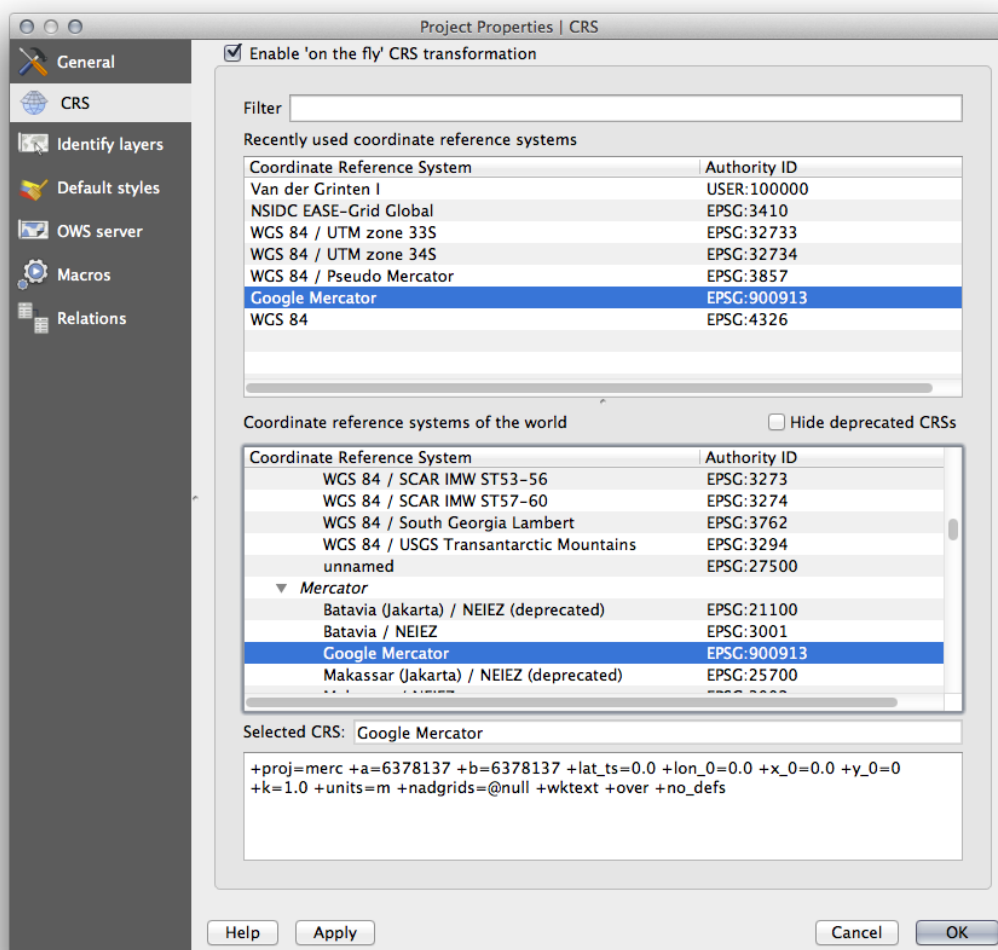 Project Properties | CRS
General
CRS
Identify layers
Default styles
OWS server
Macros
Relations
Enable 'on the fly' CRS transformation
Filter
Recently used coordinate reference systems
Coordinate Reference System Authority ID
Van der Grinten I USER:100000
NSIDC EASE-Grid Global EPSG:3410
WGS 84 / UTM zone 33S EPSG:32733
WGS 84 / UTM zone 34S EPSG:32734
WGS 84 / Pseudo Mercator EPSG:3857
Google Mercator EPSG:900913
WGS 84 EPSG:4326
Coordinate reference systems of the world Hide deprecated CRSs
Coordinate Reference System Authority ID
WGS 84 / SCAR IMW ST53-56 EPSG:3273
WGS 84 / SCAR IMW ST57-60 EPSG:3274
WGS 84 / South Georgia Lambert EPSG:3762
WGS 84 / USGS Transantarctic Mountains EPSG:3294
unnamed EPSG:27500
Mercator
Batavia (Jakarta) / NEIEZ (deprecated) EPSG:21100
Batavia / NEIEZ EPSG:3001
Google Mercator EPSG:900913
Makassar (Jakarta) / NEIEZ (deprecated) EPSG:25700
Selected CRS: Google Mercator
+proj=merc +a=6378137 +b=6378137 +lat_ts=0.0 +lon_0=0.0 +x_0=0.0 +y_0=0
+k=1.0 +units=m +nadgrids=@null +wktext +over +no_defs
Help Apply Cancel OK